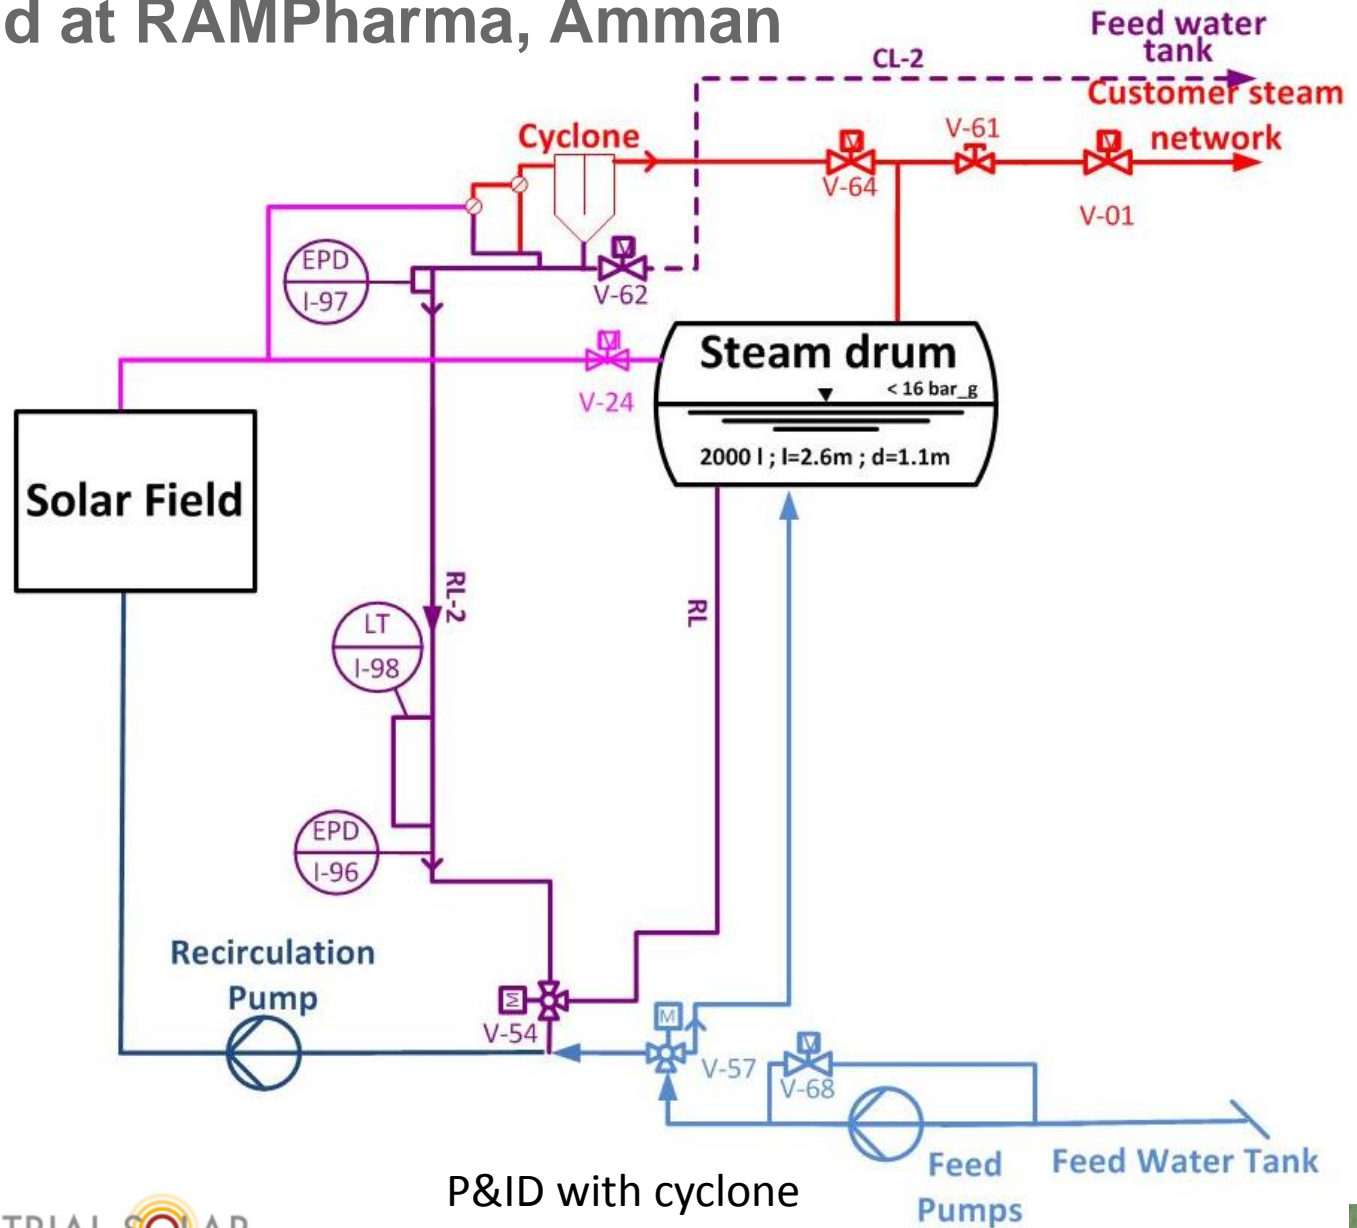 d at RAMPharma, Amman
Feed water
tank
CL-2
Customer steam
network
Cyclone
V-61
V-64
V-01
EPD
I-97
V-62
M
Steam drum
< 16 bar_g
V-24
2000 l ; l=2.6m ; d=1.1m
Solar Field
RL-2
RL
LT
I-98
EPD
I-96
Recirculation
Pump
M
V-54
M
V-57
V-68
Feed
Pumps
Feed Water Tank
P&ID with cyclone
TRIAL SOLAR